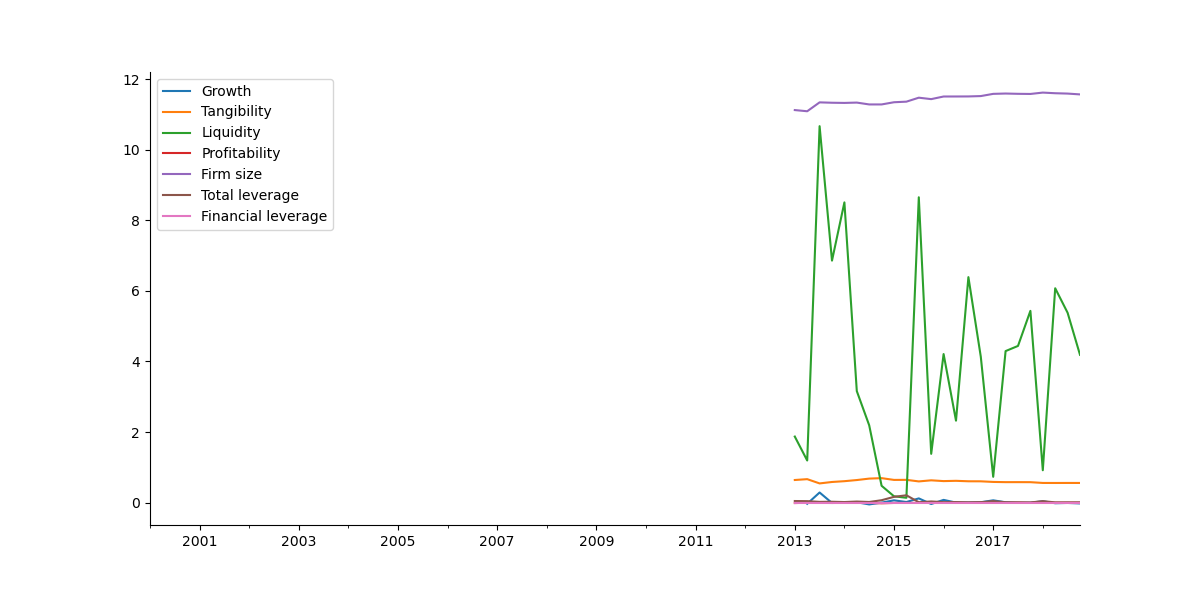 Growth
Tangibility
Liquidity
Profitability
Firm size
Total leverage
Financial leverage
12
10
8
6
4
2
0
2001 2003 2005 2007 2009 2011 2013 2015 2017